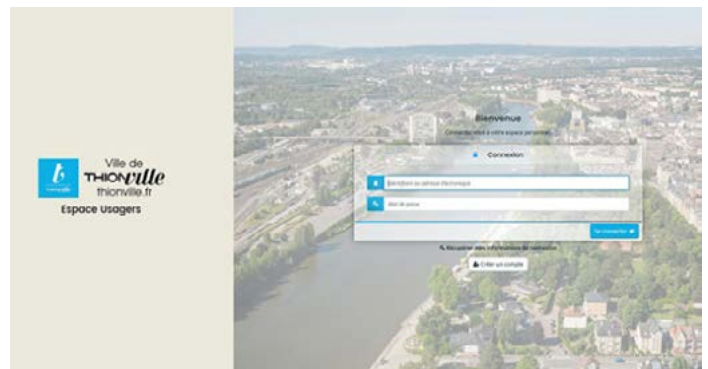 Ville de
THIONville
thionville.fr
Espace Usagers
Bienvenue
Connectez-vous à votre espace personnel
Connexion
Identifiant ou adresse électronique
Mot de passe
Se connecter
Récupérer mes informations de connexion
Créer un compte